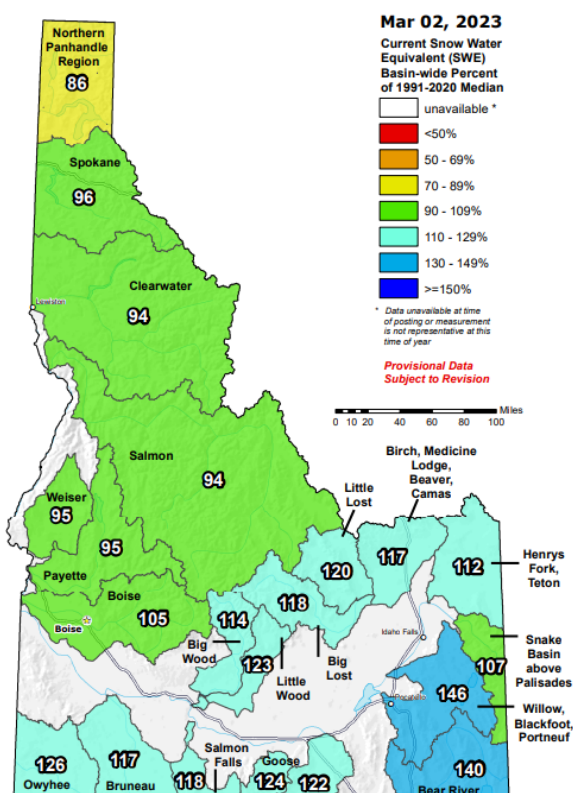 Mar 02, 2023
Current Snow Water
Equivalent (SWE)
Basin-wide Percent
of 1991-2020 Median
unavailable *
<50%
50 - 69%
70 - 89%
90 - 109%
110 - 129%
130 - 149%
>=150%
* Data unavailable at time
of posting or measurement
is not representative at this
time of year
Provisional Data
Subject to Revision
0 10 20 40 60 80 100 Miles
Northern
Panhandle
Region
86
Spokane
96
Clearwater
94
Lewiston
Salmon
94
Weiser
95
95
Payette
Boise
105
Boise
Birch, Medicine
Lodge,
Beaver,
Camas
117
Little
Lost
120
112
Henrys
Fork,
Teton
118
114
Big
Wood
123
Little
Wood
Big
Lost
Idaho Falls
Snake
Basin
above
Palisades
107
146
Pocatello
Willow,
Blackfoot,
Portneuf
126
Owyhee
117
Bruneau
Salmon
Falls
118
Goose
124
122
140
Bear River